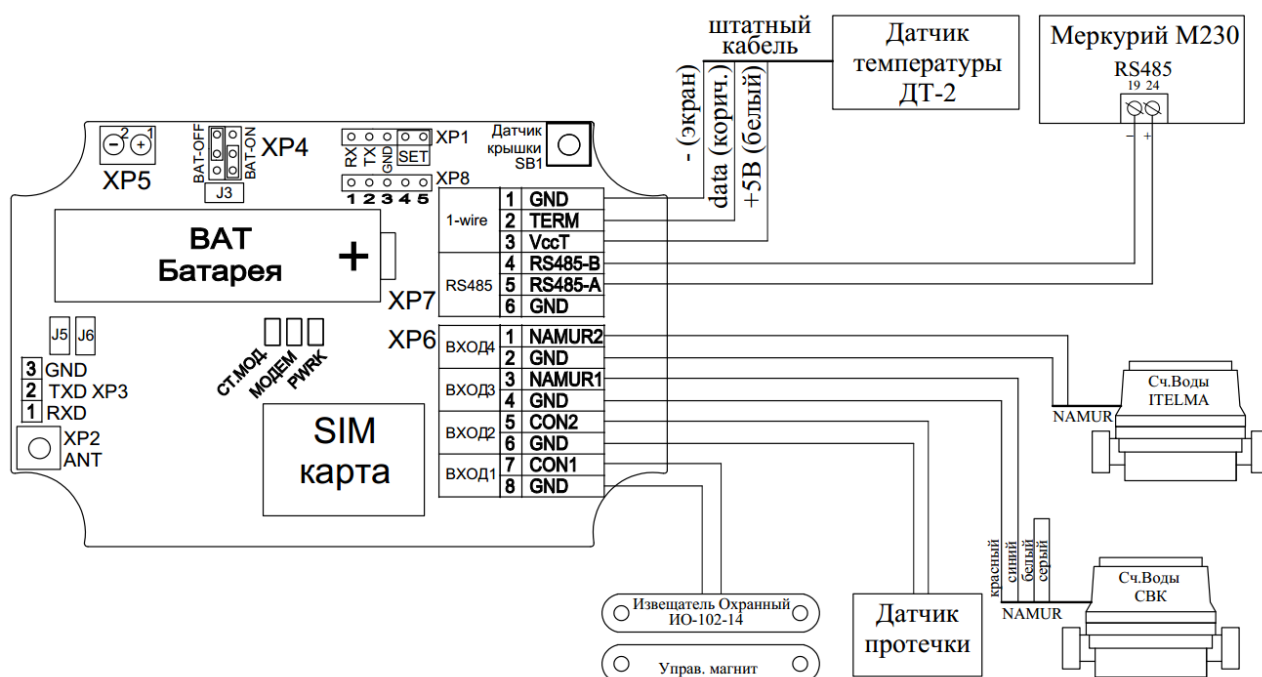 штатный
кабель
- (экран)
data (корич.)
+5В (белый)
Датчик
температуры
ДТ-2
Меркурий М230
RS485
19 24
- +
2 1
- +
XP5
BAT-OFF
BAT-ON
XP4
J3
RX
TX
GND
SET
XP1
XP8
1 2 3 4 5
Датчик
крышки
SB1
BAT
Батарея
+
1-wire
1 GND
2 TERM
3 VccT
RS485
4 RS485-B
5 RS485-A
6 GND
XP7
XP6
ВХОД4
1 NAMUR2
2 GND
ВХОД3
3 NAMUR1
4 GND
ВХОД2
5 CON2
6 GND
ВХОД1
7 CON1
8 GND
J5 J6
3 GND
2 TXD XP3
1 RXD
XP2
ANT
СТ.МОД.
МОДЕМ
PWRK
SIM
карта
Сч.Воды
ITELMA
NAMUR
красный
синий
белый
серый
Сч.Воды
СВК
NAMUR
Извещатель Охранный
ИО-102-14
Управ. магнит
Датчик
протечки